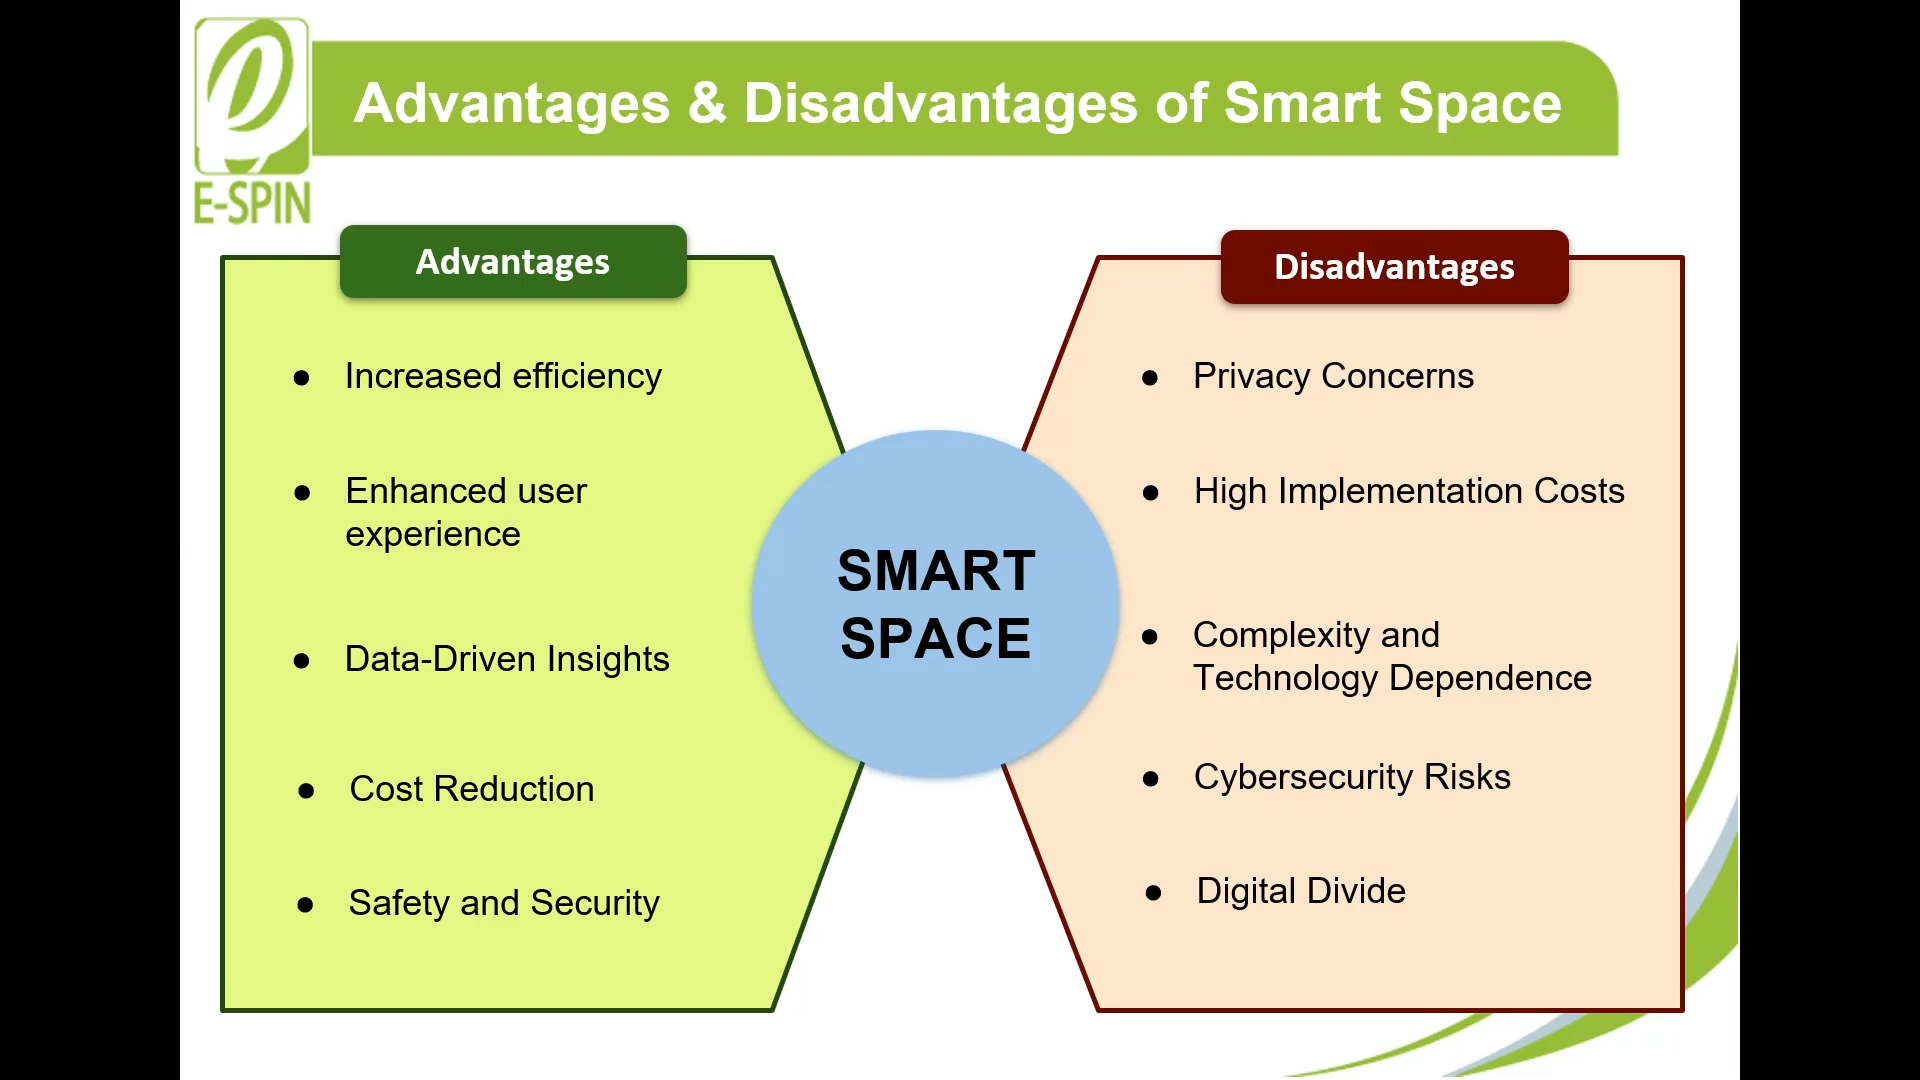 Advantages & Disadvantages of Smart Space
E-SPIN
Advantages
Increased efficiency
Enhanced user
experience
Data-Driven Insights
Cost Reduction
Safety and Security
SMART
SPACE
Disadvantages
Privacy Concerns
High Implementation Costs
Complexity and
Technology Dependence
Cybersecurity Risks
Digital Divide